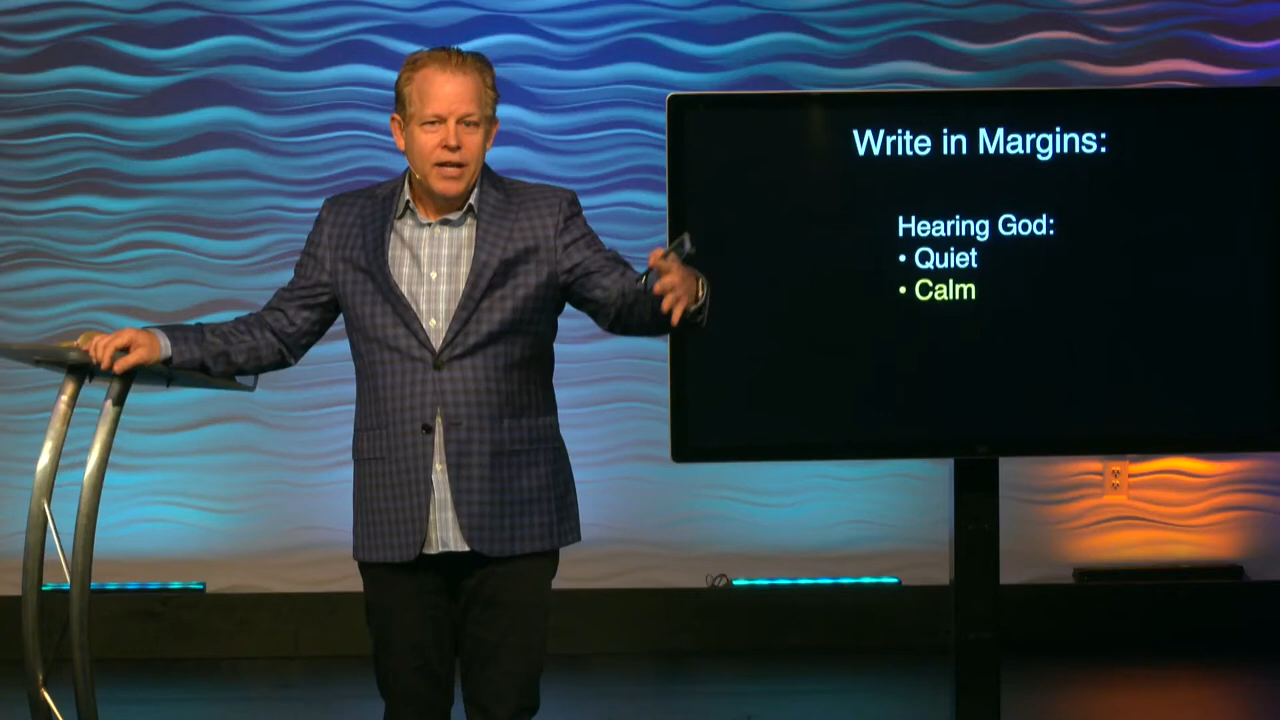 Write in Margins:
Hearing God:
• Quiet
• Calm